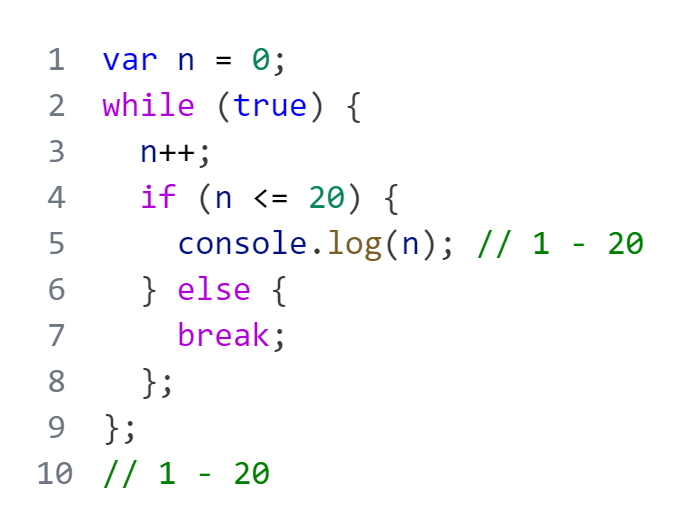 1 var n = 0;
2 while (true) {
3   n++;
4   if (n <= 20) {
5     console.log(n); // 1 - 20
6   } else {
7     break;
8   };
9 };
10 // 1 - 20